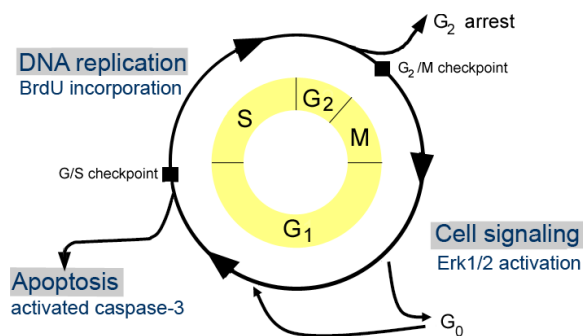 G2 arrest
DNA replication
BrdU incorporation
G2/M checkpoint
S
G2
M
G/S checkpoint
G1
Cell signaling
Erk1/2 activation
Apoptosis
activated caspase-3
G0